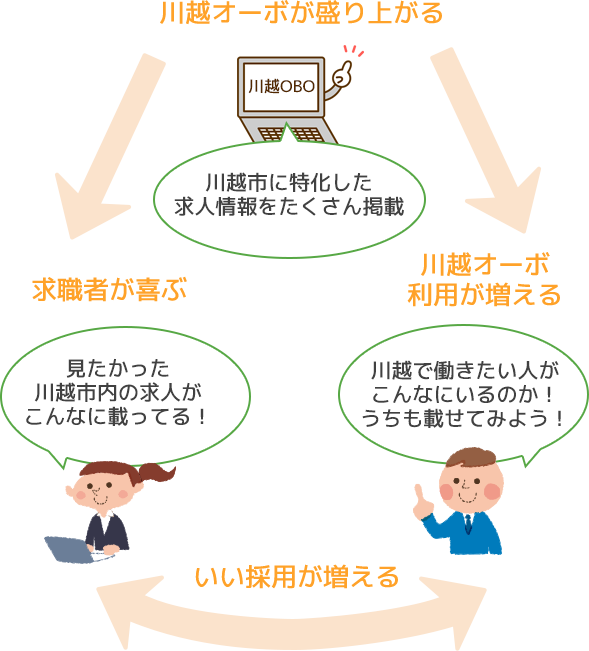 川越オーボが盛り上がる
川越OBO
川越市に特化した
求人情報をたくさん掲載
求職者が喜ぶ
川越オーボ
利用が増える
見たかった
川越市内の求人が
こんなに載ってる！
川越で働きたい人が
こんなにいるのか！
うちも載せてみよう！
いい採用が増える